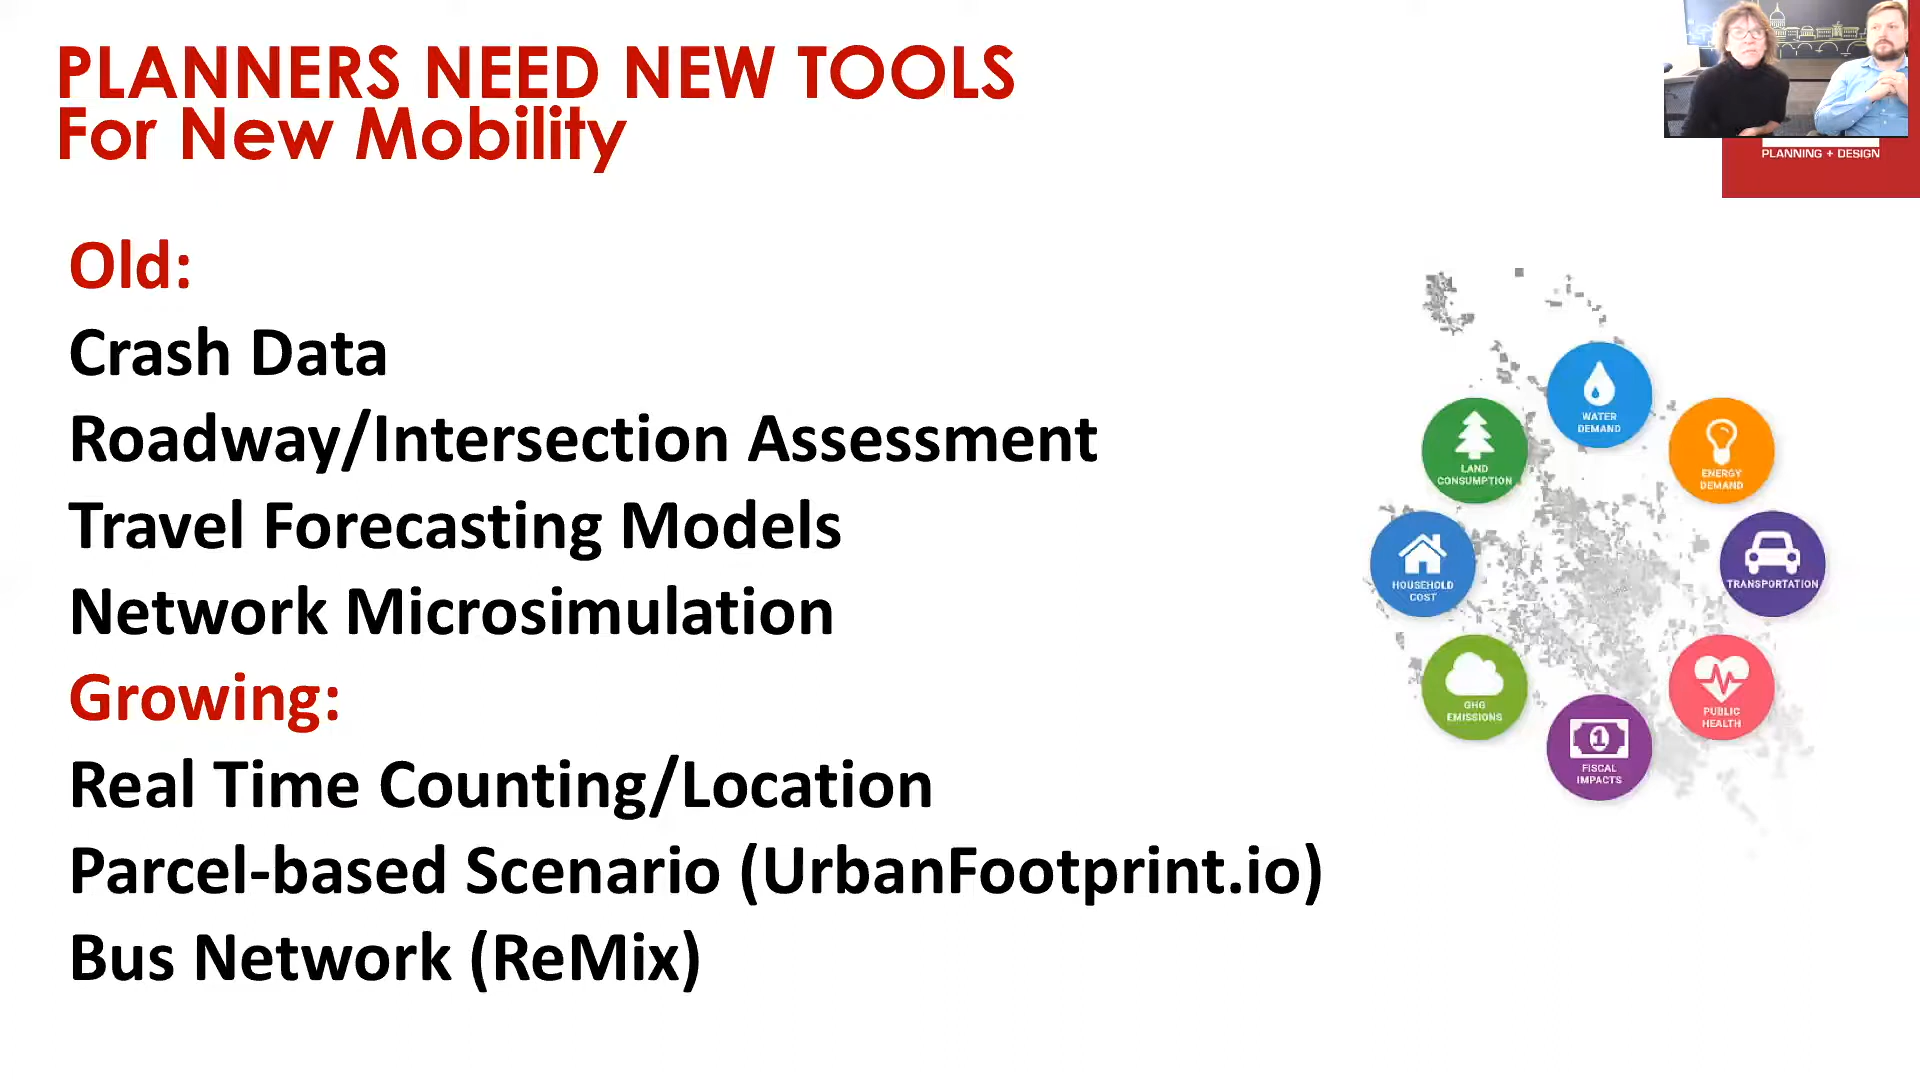 PLANNERS NEED NEW TOOLS
For New Mobility
PLANNING + DESIGN
Old:
Crash Data
Roadway/Intersection Assessment
Travel Forecasting Models
Network Microsimulation
Growing:
Real Time Counting/Location
Parcel-based Scenario (UrbanFootprint.io)
Bus Network (ReMix)
WATER
DEMAND
LAND
CONSUMPTION
ENERGY
DEMAND
HOUSEHOLD
COST
TRANSPORTATION
GHG
EMISSIONS
PUBLIC
HEALTH
1
FISCAL
IMPACTS